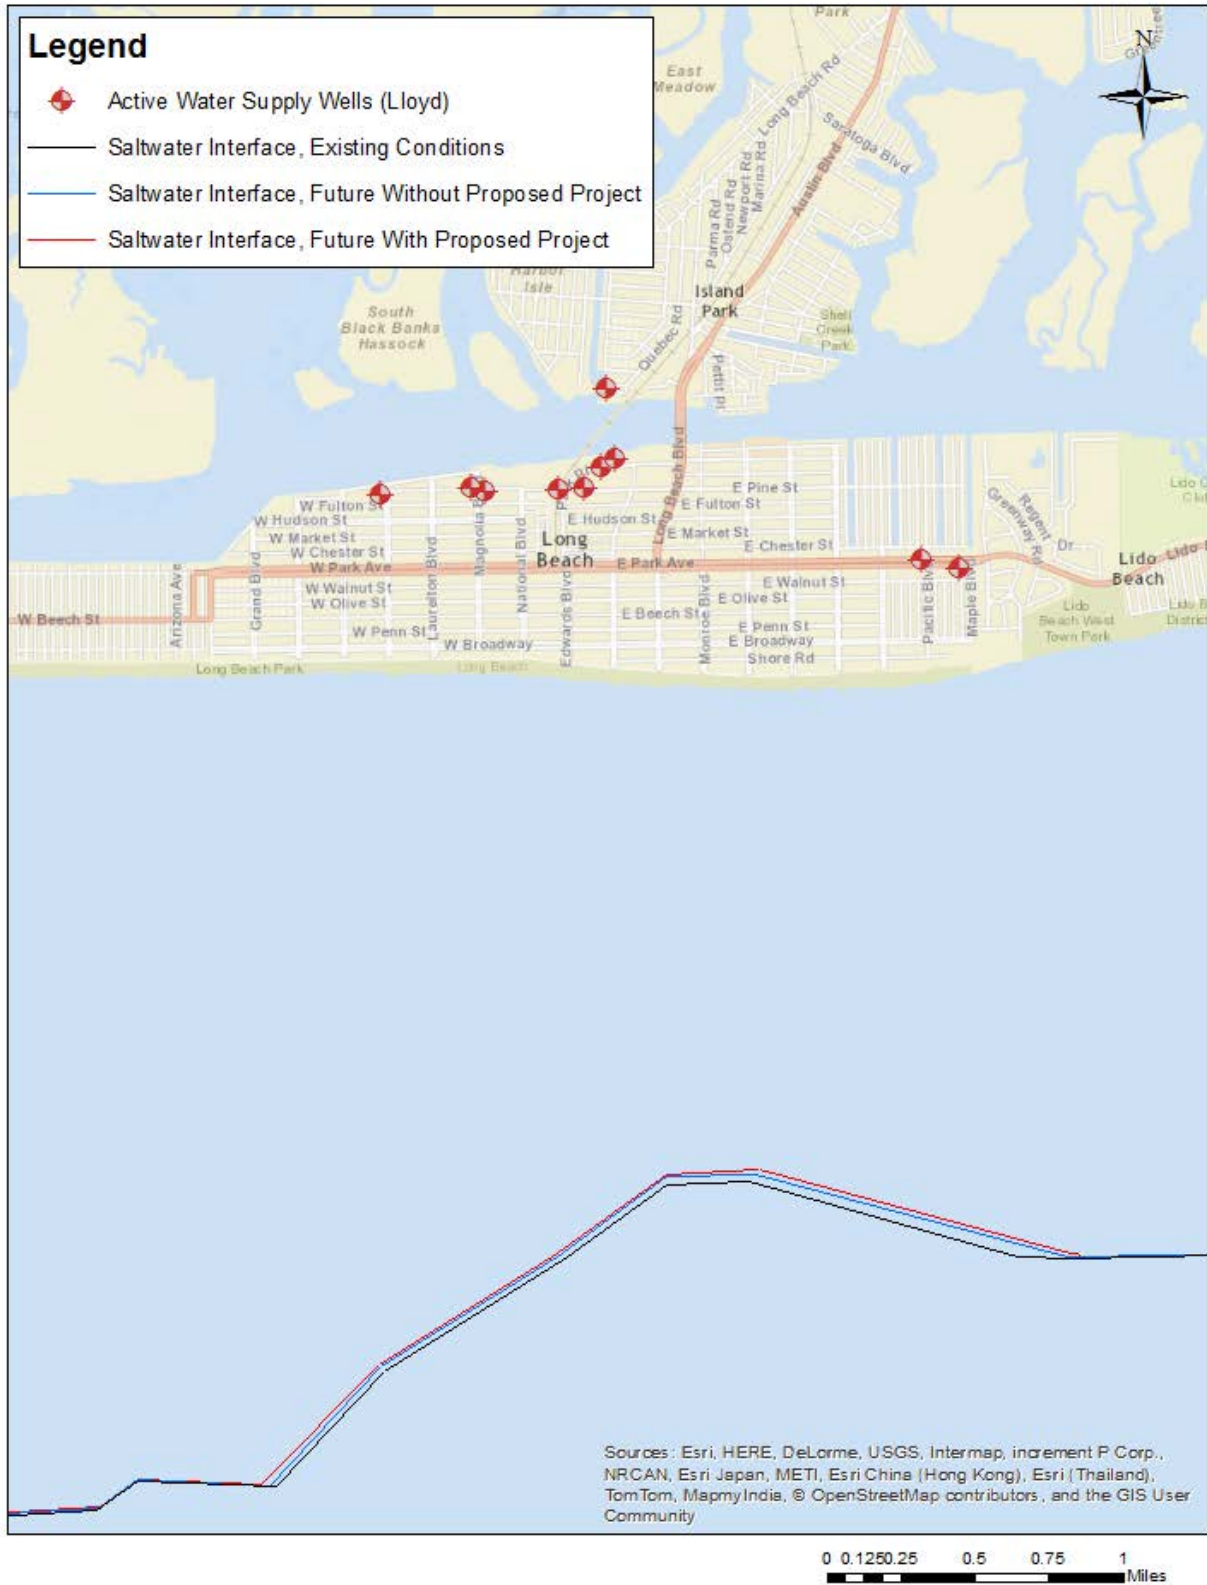 Legend
Active Water Supply Wells (Lloyd)
Saltwater Interface, Existing Conditions
Saltwater Interface, Future Without Proposed Project
Saltwater Interface, Future With Proposed Project
Park
N
East
Meadow
Long Beach Rd
Saratoga Blvd
Austin Blvd
Marina Rd
Newport Rd
Ostend Rd
Parma Rd
Harbor
Isle
Island
Park
South
Black Banks
Hassock
Quebec Rd
Shell
Creek
Park
Pettit Pl
Long Beach Blvd
W Fulton St
W Hudson St
W Market St
W Chester St
W Park Ave
W Walnut St
W Olive St
W Penn St
W Broadway
W Beech St
Arizona Ave
Grand Blvd
Laurelton Blvd
Magnolia B
National Blvd
Edwards Blvd
Long
Beach
E Pine St
E Fulton St
E Hudson St
E Market St
E Chester St
E Park Ave
E Walnut St
E Olive St
E Beech St
E Penn St
E Broadway
Shore Rd
Monroe Blvd
Pacific Blv
Maple Blvd
Greenway Rd
Regent
Dr
Lido
Beach
Lido
Beach West
Town Park
Lido B
District
Long Beach Park
Long Beach
Sources: Esri, HERE, DeLorme, USGS, Intermap, increment P Corp.,
NRCAN, Esri Japan, METI, Esri China (Hong Kong), Esri (Thailand),
TomTom, MapmyIndia, © OpenStreetMap contributors, and the GIS User
Community
0 0.125 0.25 0.5 0.75 1
Miles